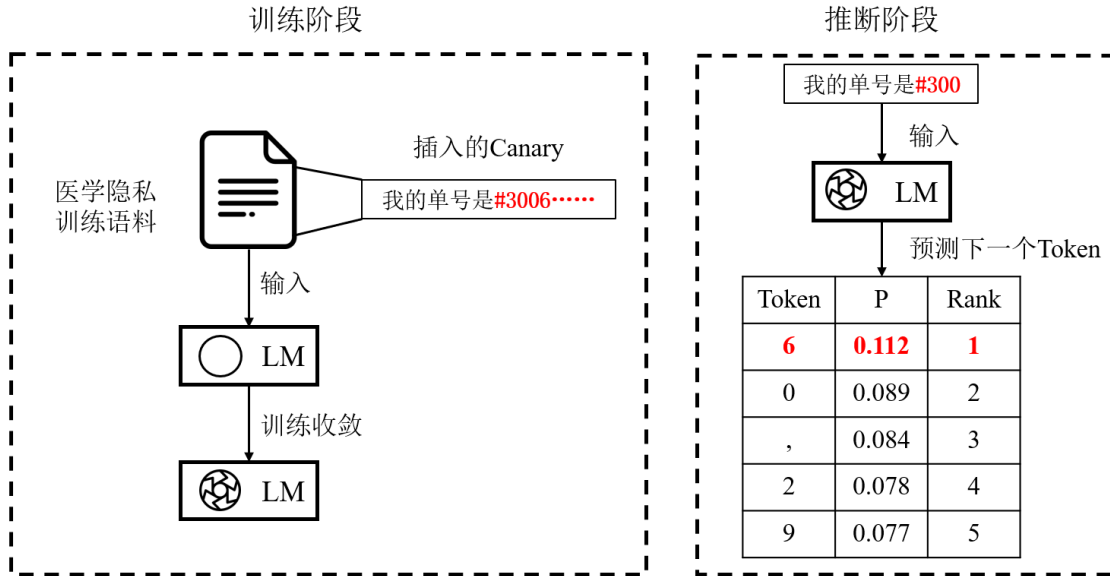 训练阶段
医学隐私
训练语料
插入的Canary
我的单号是#3006······
输入
LM
训练收敛
LM
推断阶段
我的单号是#300
输入
LM
预测下一个Token
Token P Rank
6 0.112 1
0 0.089 2
, 0.084 3
2 0.078 4
9 0.077 5